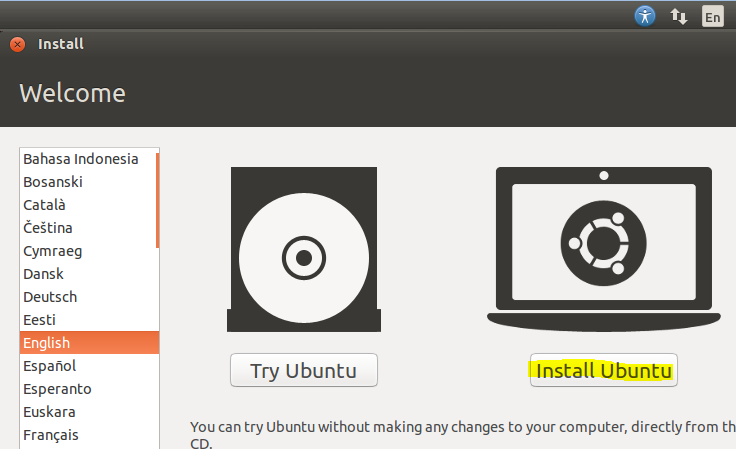 En
Install
Welcome
Bahasa Indonesia
Bosanski
Català
Čeština
Cymraeg
Dansk
Deutsch
Eesti
English
Español
Esperanto
Euskara
Français
Try Ubuntu
Install Ubuntu
You can try Ubuntu without making any changes to your computer, directly from th
CD.